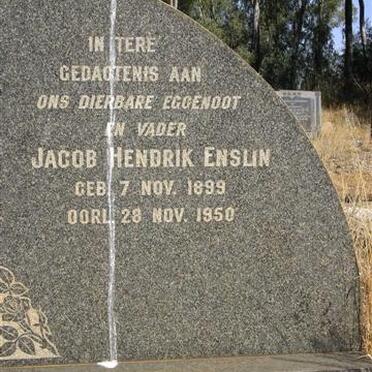 IN TERE
GEDAGTENIS AAN
ONS DIERBARE EGGENOOT
EN VADER
JACOB HENDRIK ENSLIN
GEB. 7 NOV. 1899
OORL. 28 NOV. 1950